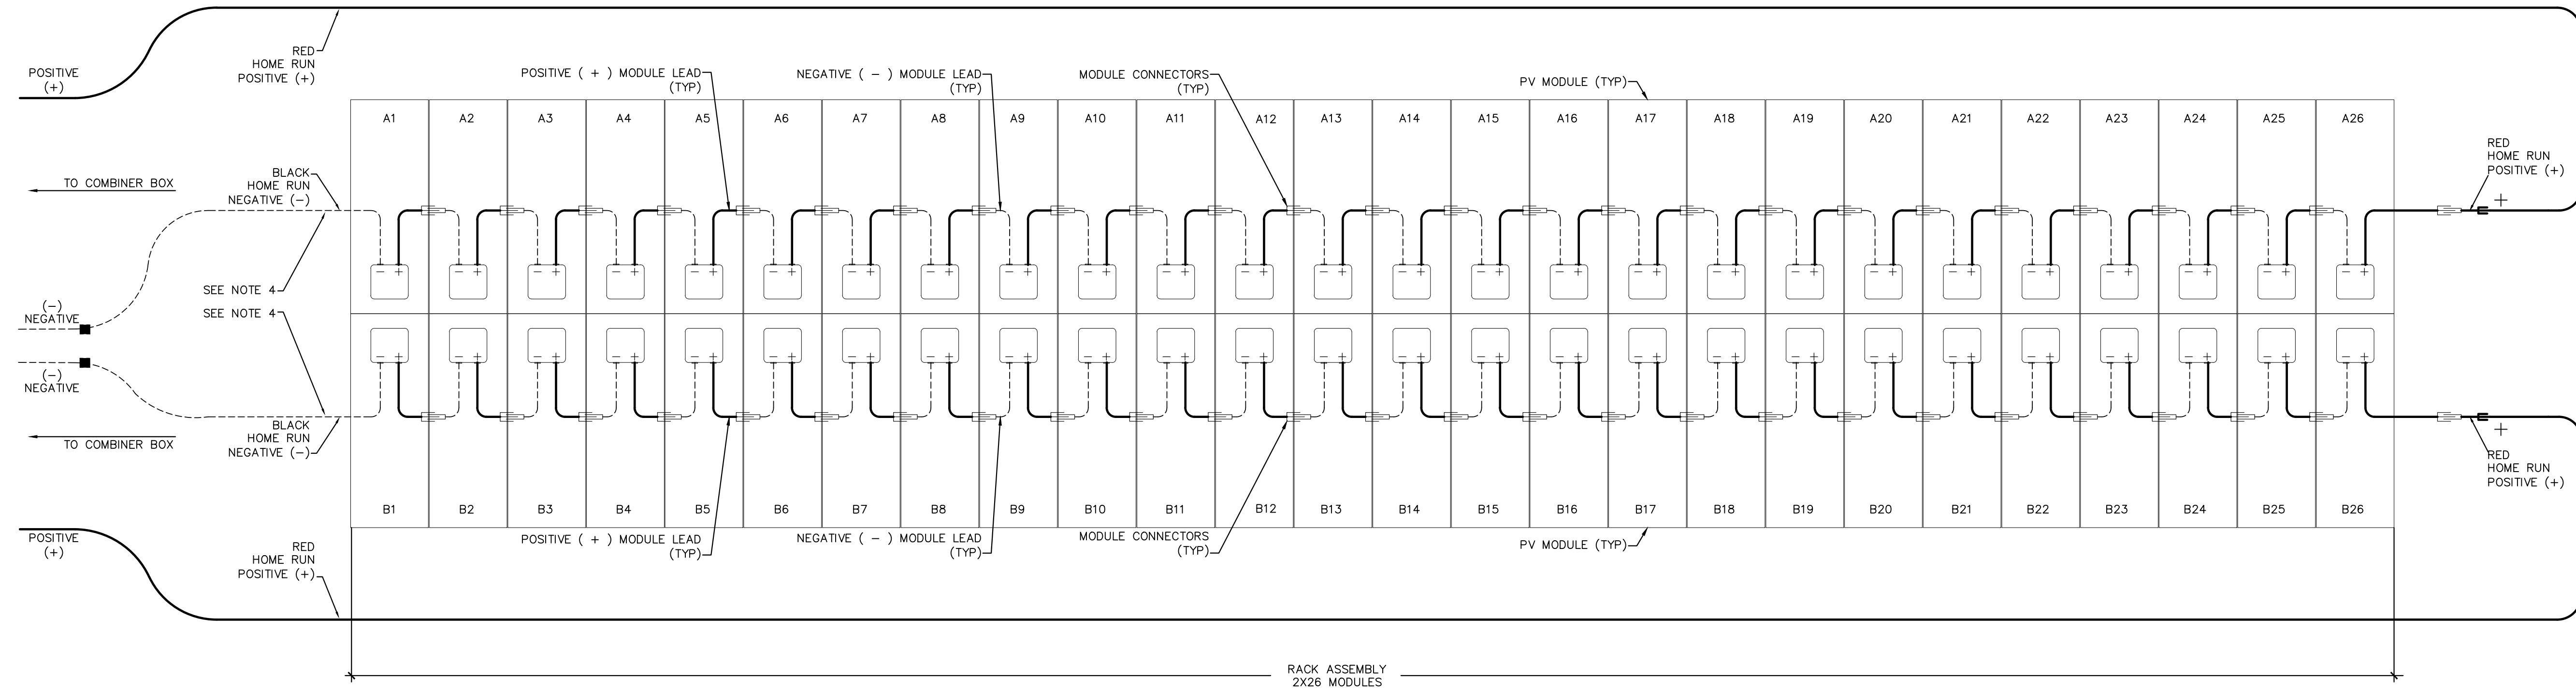 RED
HOME RUN
POSITIVE (+)
POSITIVE
(+)
POSITIVE ( + ) MODULE LEAD
(TYP)
NEGATIVE ( - ) MODULE LEAD
(TYP)
MODULE CONNECTORS
(TYP)
PV MODULE (TYP)
A1 A2 A3 A4 A5 A6 A7 A8 A9 A10 A11 A12 A13 A14 A15 A16 A17 A18 A19 A20 A21 A22 A23 A24 A25 A26
RED
HOME RUN
POSITIVE (+)
+
TO COMBINER BOX
BLACK
HOME RUN
NEGATIVE (-)
- + - + - + - + - + - + - + - + - + - + - + - + - + - + - + - + - + - + - + - + - + - + - + - + - + - +
SEE NOTE 4
(-)
NEGATIVE
SEE NOTE 4
- + - + - + - + - + - + - + - + - + - + - + - + - + - + - + - + - + - + - + - + - + - + - + - + - + - +
(-)
NEGATIVE
TO COMBINER BOX
BLACK
HOME RUN
NEGATIVE (-)
+
RED
HOME RUN
POSITIVE (+)
B1 B2 B3 B4 B5 B6 B7 B8 B9 B10 B11 B12 B13 B14 B15 B16 B17 B18 B19 B20 B21 B22 B23 B24 B25 B26
POSITIVE
(+)
RED
HOME RUN
POSITIVE (+)
POSITIVE ( + ) MODULE LEAD
(TYP)
NEGATIVE ( - ) MODULE LEAD
(TYP)
MODULE CONNECTORS
(TYP)
PV MODULE (TYP)
RACK ASSEMBLY
2X26 MODULES